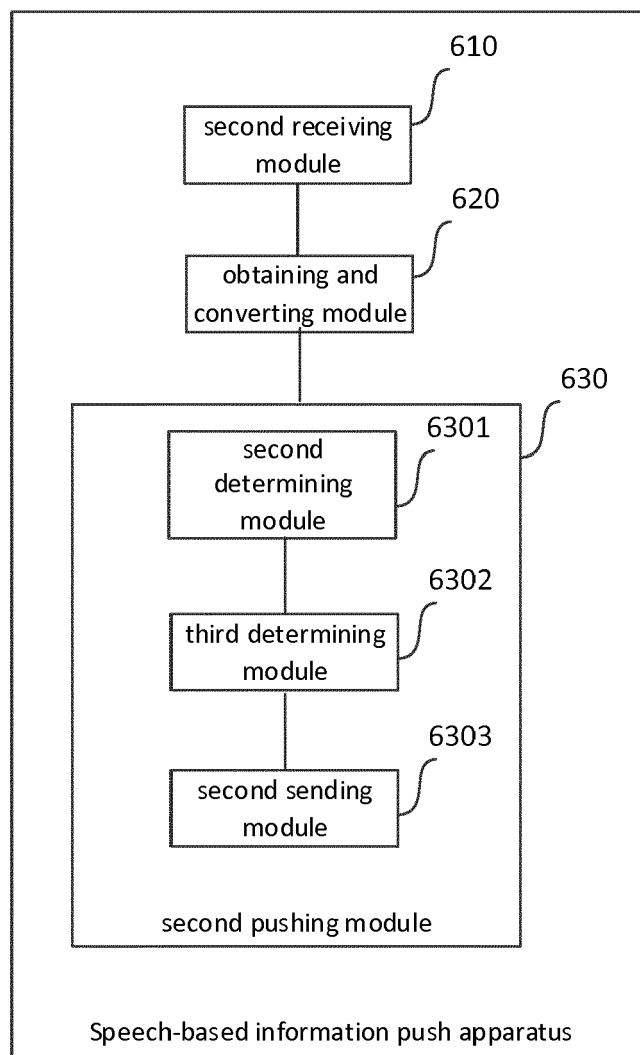 610
second receiving
module
620
obtaining and
converting module
630
6301
second
determining
module
6302
third determining
module
6303
second sending
module
second pushing module
Speech-based information push apparatus